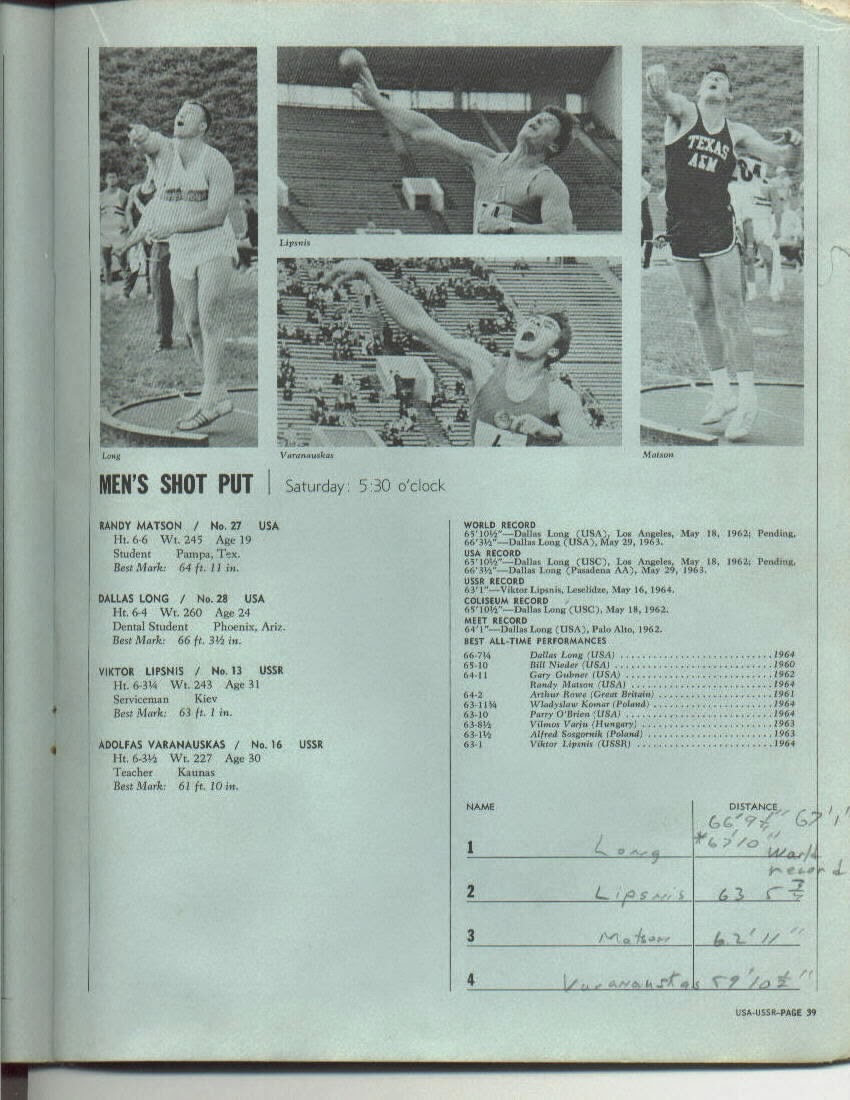 TEXAS
A&M
Lipsnis
Long
Varanauskas
Matson
MEN'S SHOT PUT | Saturday: 5:30 o'clock
RANDY MATSON / No. 27 USA
Ht. 6-6 Wt. 245 Age 19
Student Pampa, Tex.
Best Mark: 64 ft. 11 in.
DALLAS LONG / No. 28 USA
Ht. 6-4 Wt. 260 Age 24
Dental Student Phoenix, Ariz.
Best Mark: 66 ft. 3½ in.
VIKTOR LIPSNIS / No. 13 USSR
Ht. 6-3¼ Wt. 243 Age 31
Serviceman Kiev
Best Mark: 63 ft. 1 in.
ADOLFAS VARANAUSKAS / No. 16 USSR
Ht. 6-3½ Wt. 227 Age 30
Teacher Kaunas
Best Mark: 61 ft. 10 in.
WORLD RECORD
65'10½"—Dallas Long (USA), Los Angeles, May 18, 1962; Pending,
66'3½"—Dallas Long (USA), May 29, 1963.
USA RECORD
65'10½"—Dallas Long (USC), Los Angeles, May 18, 1962; Pending,
66'3½"—Dallas Long (Pasadena AA), May 29, 1963.
USSR RECORD
63'1"—Viktor Lipsnis, Leselidze, May 16, 1964.
COLISEUM RECORD
65'10½"—Dallas Long (USC), May 18, 1962.
MEET RECORD
64'1"—Dallas Long (USA), Palo Alto, 1962.
BEST ALL-TIME PERFORMANCES
66-7¼ Dallas Long (USA) 1964
65-10 Bill Nieder (USA) 1960
64-11 Gary Gubner (USA) 1962
Randy Matson (USA) 1964
64-2 Arthur Rowe (Great Britain) 1961
63-11¾ Wladyslaw Komar (Poland) 1964
63-10 Parry O'Brien (USA) 1964
63-8½ Vilmos Varju (Hungary) 1964
63-1½ Alfred Sosgornik (Poland) 1963
63-1 Viktor Lipsnis (USSR) 1964
NAME DISTANCE
66'9½" 67'1
1 Long *67'10"
World
record
2 Lipsnis 63 5 ¾
3 Matson 62'11"
4 Varanauskas 59'10½"
USA-USSR–PAGE 39